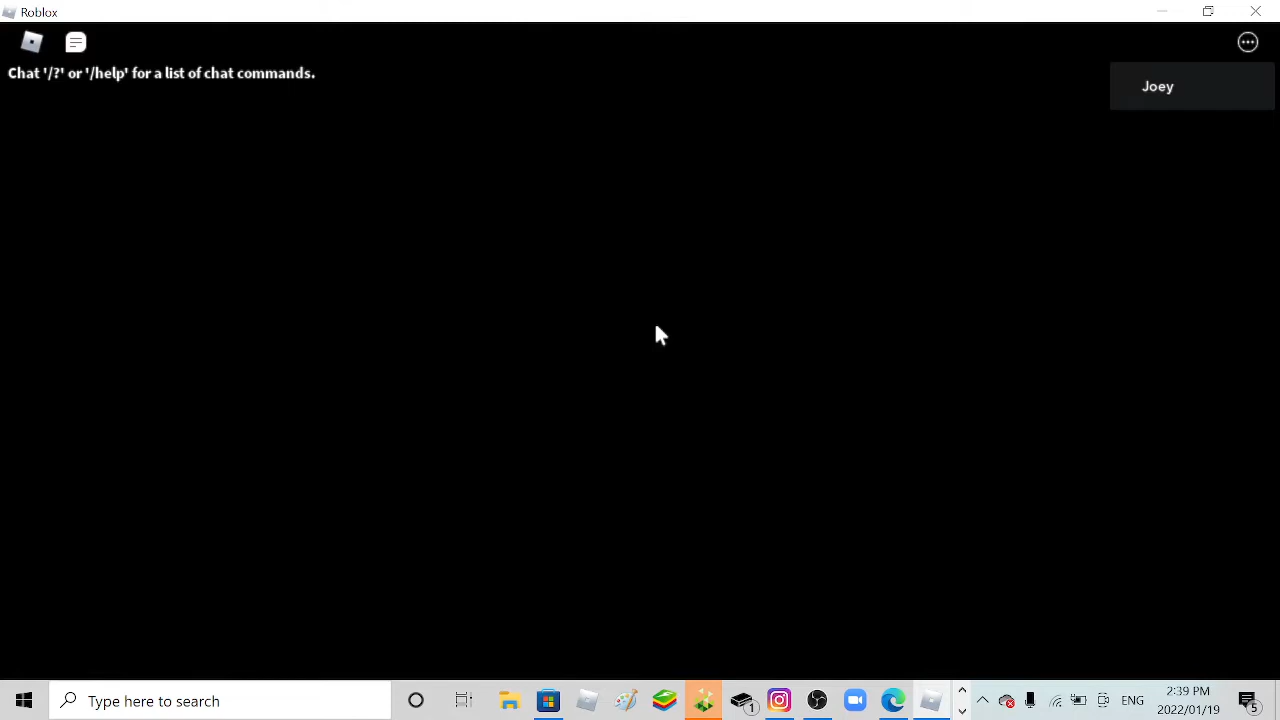 Roblox
Chat '/?' or '/help' for a list of chat commands.
Joey
Type here to search
1
ENG
2:39 PM
2022/01/19
5